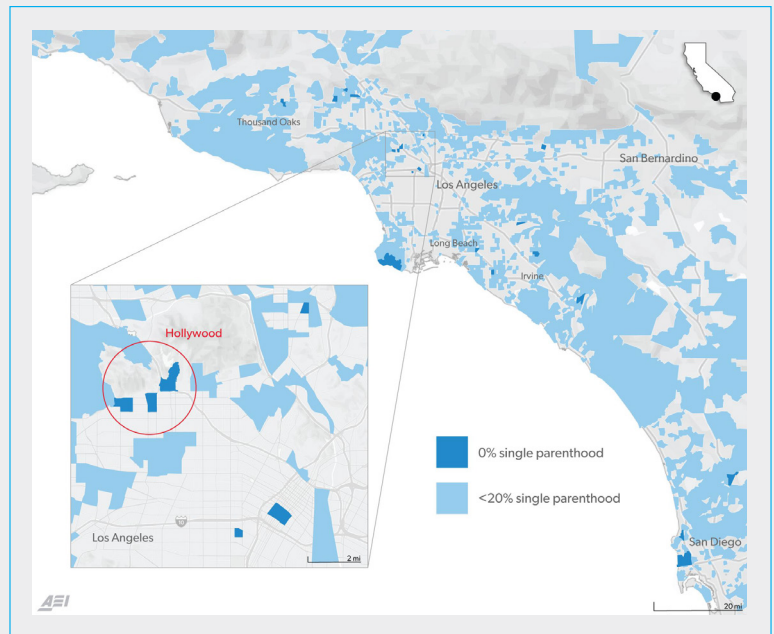 Thousand Oaks
San Bernardino
Los Angeles
Long Beach
Irvine
Hollywood
0% single parenthood
<20% single parenthood
10
Los Angeles
2 mi
San Diego
AEI
20 mi